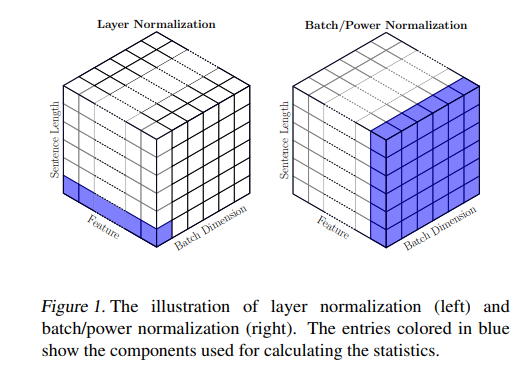 Layer Normalization
Batch/Power Normalization
Sentence Length
Feature
Batch Dimension
Sentence Length
Feature
Batch Dimension
Figure 1. The illustration of layer normalization (left) and
batch/power normalization (right). The entries colored in blue
show the components used for calculating the statistics.